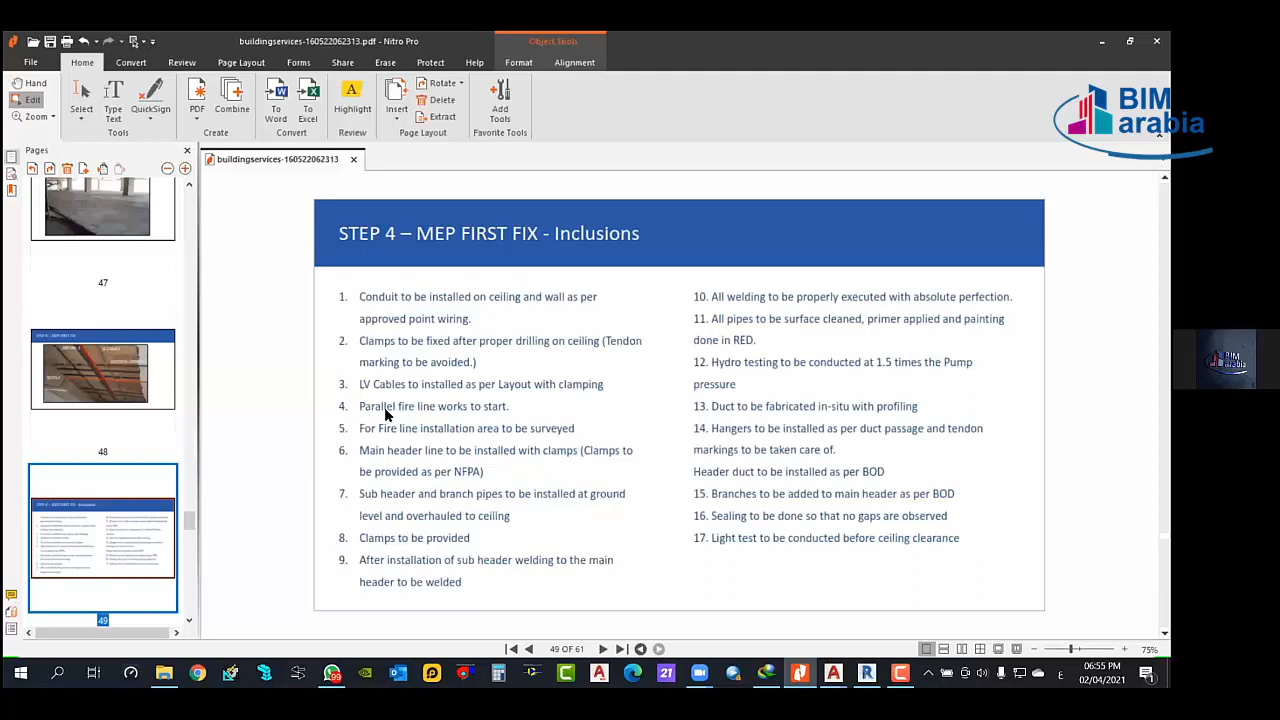 buildingservices-160522062313.pdf - Nitro Pro
Object Tools
File Home Convert Review Page Layout Forms Share Erase Protect Help Format Alignment
Hand
Edit
Zoom
Select
Type Text
QuickSign
PDF
Combine
To Word
To Excel
Highlight
Insert
Rotate
Delete
Extract
Add Tools
Tools Create Convert Review Page Layout Favorite Tools
BIM
arabia
Pages
buildingservices-160522062313
47
48
49
STEP 4 – MEP FIRST FIX - Inclusions
1. Conduit to be installed on ceiling and wall as per
approved point wiring.
2. Clamps to be fixed after proper drilling on ceiling (Tendon
marking to be avoided.)
3. LV Cables to installed as per Layout with clamping
4. Parallel fire line works to start.
5. For Fire line installation area to be surveyed
6. Main header line to be installed with clamps (Clamps to
be provided as per NFPA)
7. Sub header and branch pipes to be installed at ground
level and overhauled to ceiling
8. Clamps to be provided
9. After installation of sub header welding to the main
header to be welded
10. All welding to be properly executed with absolute perfection.
11. All pipes to be surface cleaned, primer applied and painting
done in RED.
12. Hydro testing to be conducted at 1.5 times the Pump
pressure
13. Duct to be fabricated in-situ with profiling
14. Hangers to be installed as per duct passage and tendon
markings to be taken care of.
Header duct to be installed as per BOD
15. Branches to be added to main header as per BOD
16. Sealing to be done so that no gaps are observed
17. Light test to be conducted before ceiling clearance
BIM
arabia
49 OF 61
75%
99
21
ع
06:55 PM
02/04/2021
1